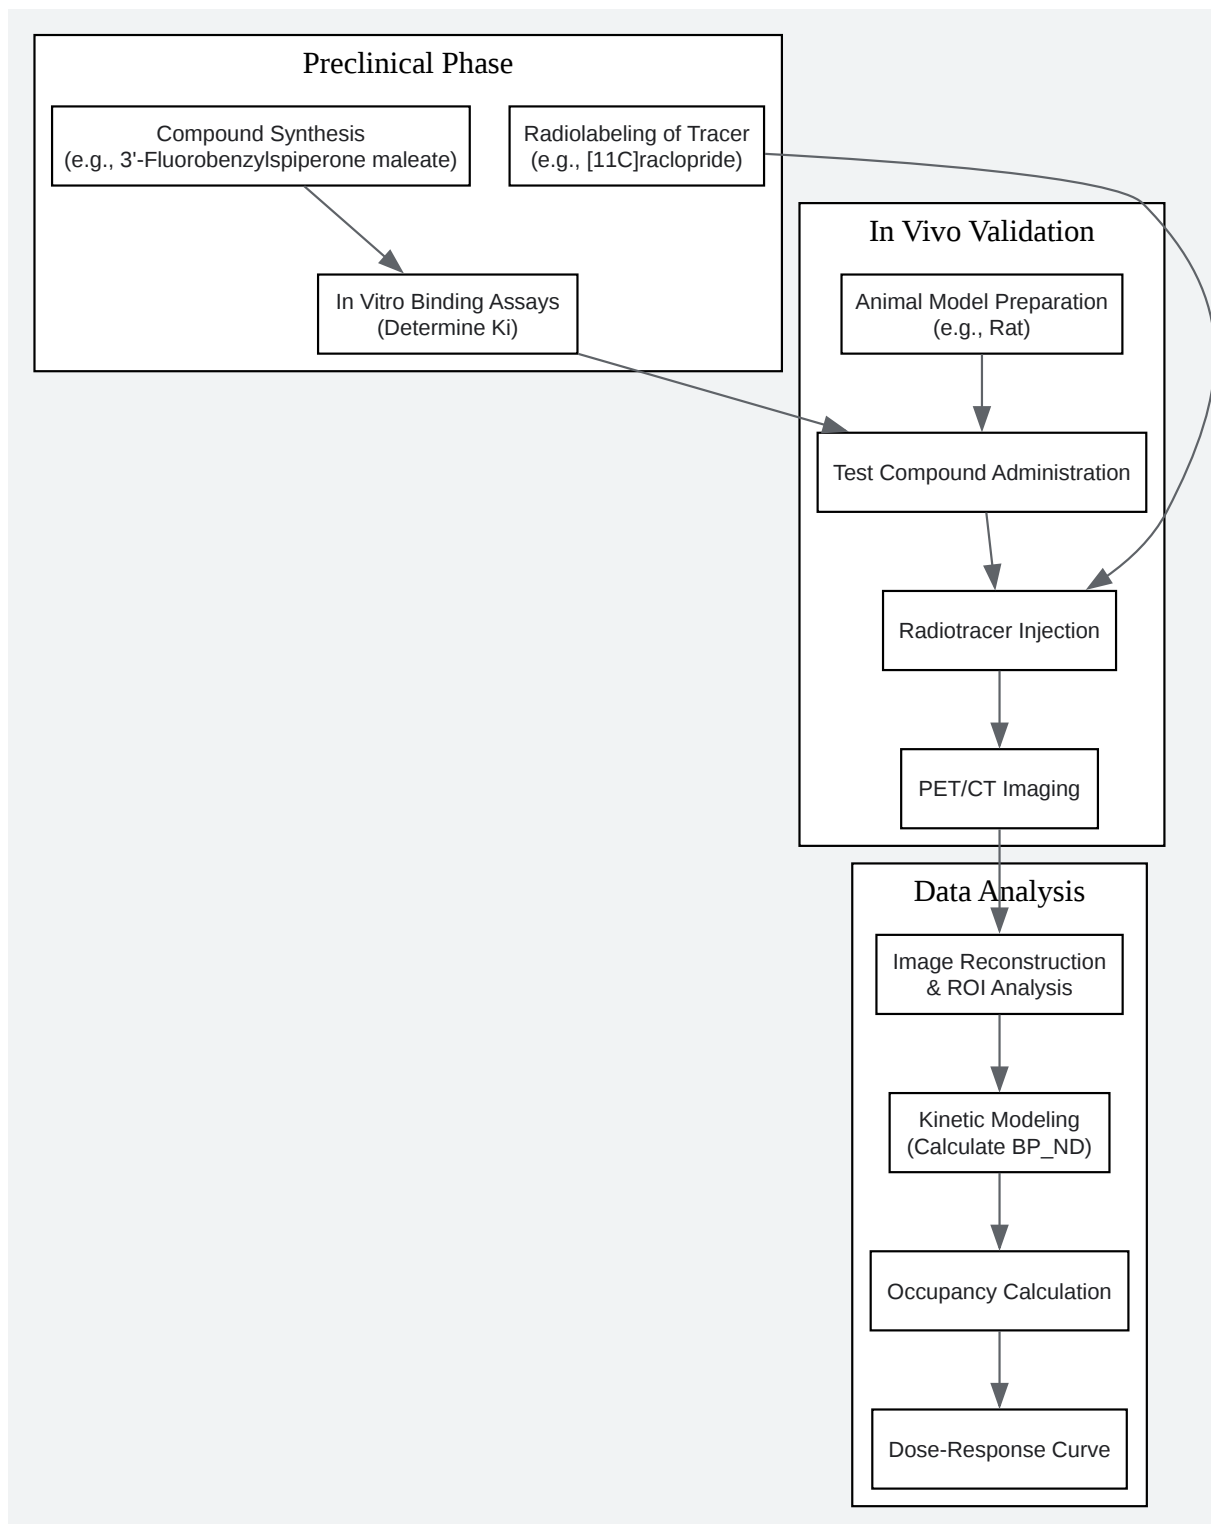 Preclinical Phase
Compound Synthesis
(e.g., 3'-Fluorobenzylspiperone maleate)
Radiolabeling of Tracer
(e.g., [11C]raclopride)
In Vitro Binding Assays
(Determine Ki)
In Vivo Validation
Animal Model Preparation
(e.g., Rat)
Test Compound Administration
Radiotracer Injection
PET/CT Imaging
Data Analysis
Image Reconstruction
& ROI Analysis
Kinetic Modeling
(Calculate BP_ND)
Occupancy Calculation
Dose-Response Curve